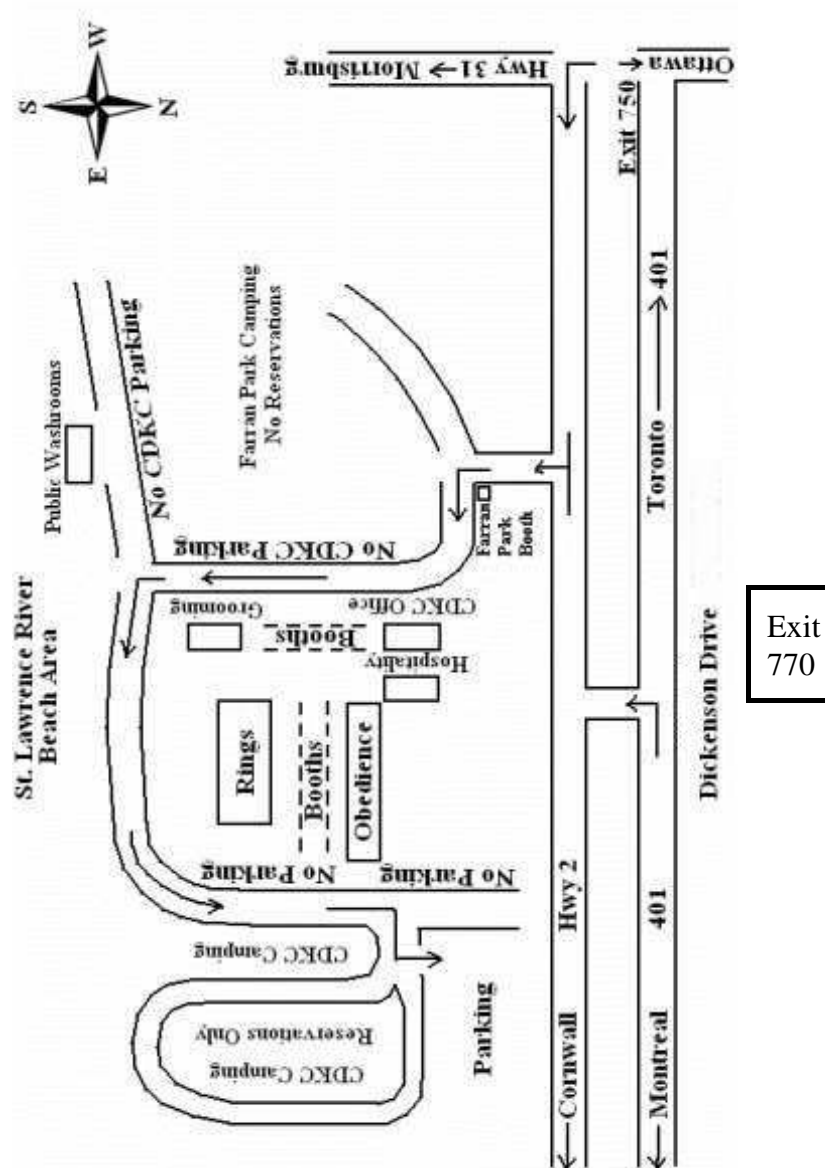 W
S
N
E
Hwy 31 → Morrisburg
Ottawa
Exit 750
401
Toronto
No CDKC Parking
Farran Park Camping
No Reservations
Public Washrooms
No CDKC Parking
Farran
Park
Booth
St. Lawrence River
Beach Area
Grooming
Booths
CDKC Office
Hospitality
Rings
Booths
Obedience
No Parking
No Parking
Dickenson Drive
Exit
770
Hwy 2
401
CDKC Camping
Parking
Reservations Only
CDKC Camping
Cornwall
Montreal